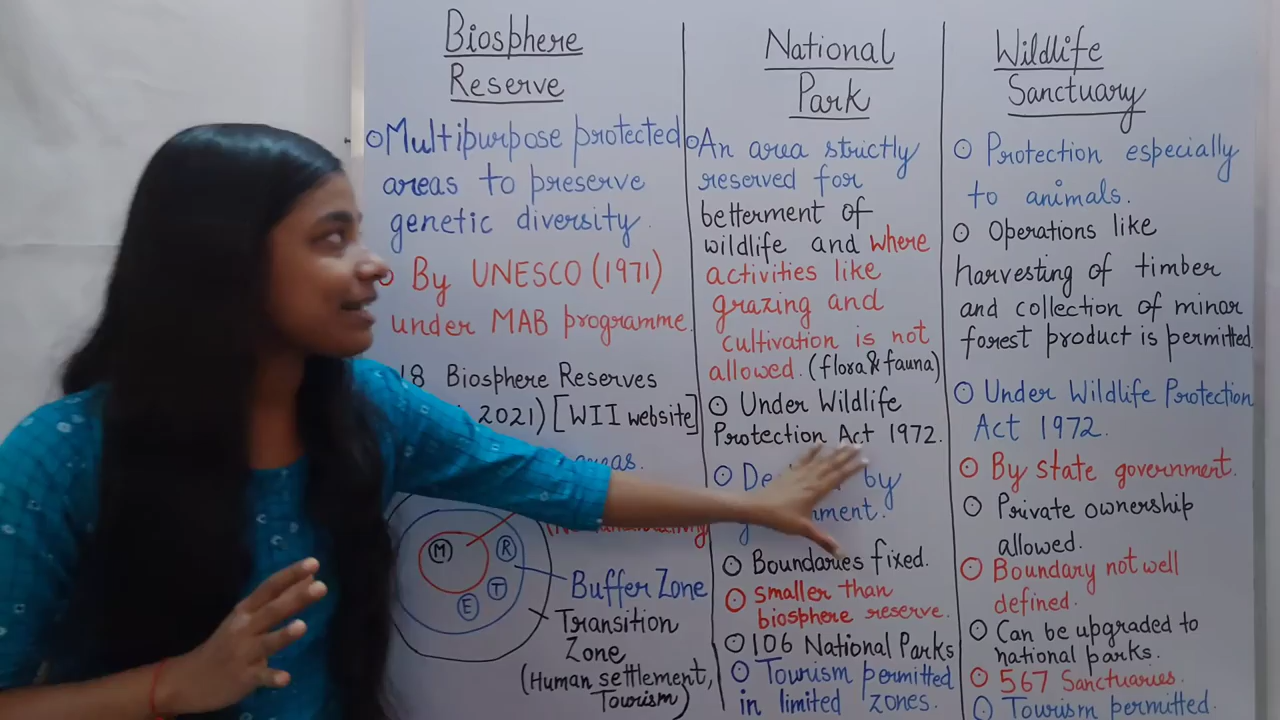 Biosphere
Reserve
Multipurpose protected
areas to preserve
genetic diversity.
By UNESCO (1971)
under MAB programme.
18 Biosphere Reserves
2021) [WII website]
areas.
M
R
T
E
Buffer Zone
Transition
Zone
(Human settlement,
Tourism)
National
Park
An area strictly
reserved for
betterment of
wildlife and where
activities like
grazing and
cultivation is not
allowed. (flora & fauna)
Under Wildlife
Protection Act 1972.
by
Boundaries fixed.
smaller than
biosphere reserve.
106 National Parks
Tourism permitted
in limited zones.
Wildlife
Sanctuary
Protection especially
to animals.
Operations like
harvesting of timber
and collection of minor
forest product is permitted.
Under Wildlife Protection
Act 1972.
By state government.
Private ownership
allowed.
Boundary not well
defined.
Can be upgraded to
national parks.
567 Sanctuaries.
Tourism permitted.